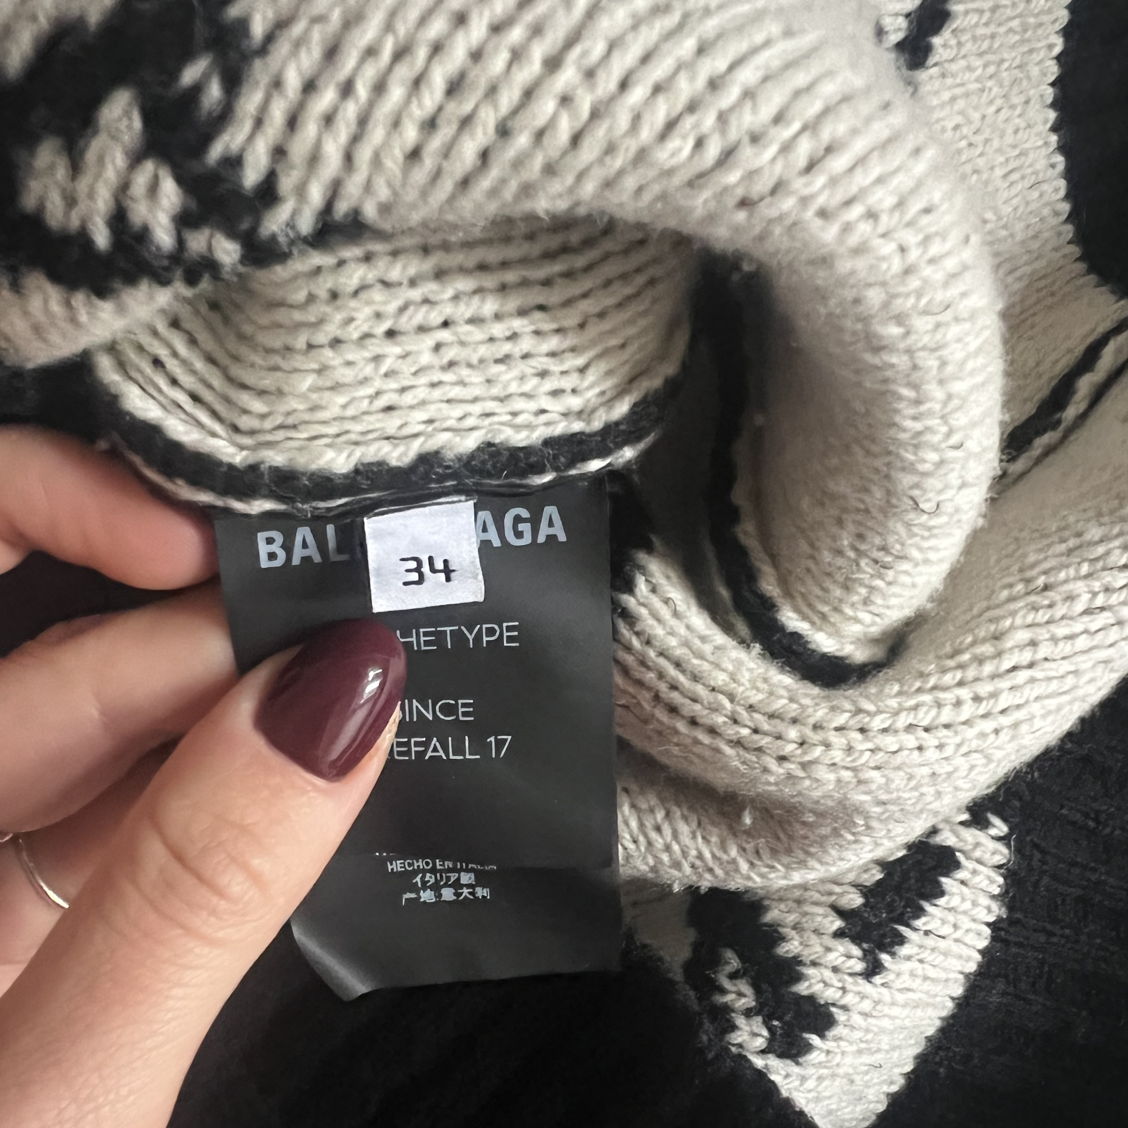 BAL AGA
34
HETYPE
SINCE
EFALL 17
HECHO EN ITALIA
イタリア製
产地:意大利